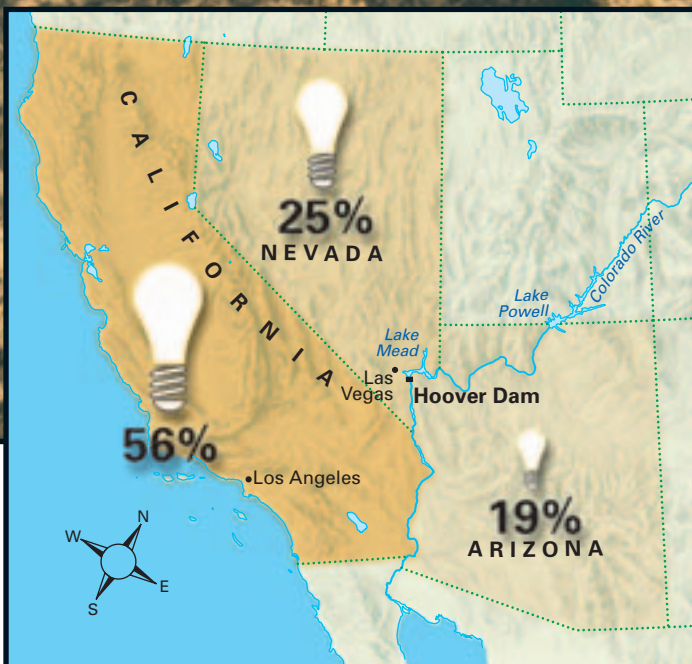 CALIFORNIA
25%
NEVADA
56%
Lake
Mead
Lake
Powell
Colorado River
Las
Vegas
Hoover Dam
Los Angeles
19%
ARIZONA
N
W
E
S